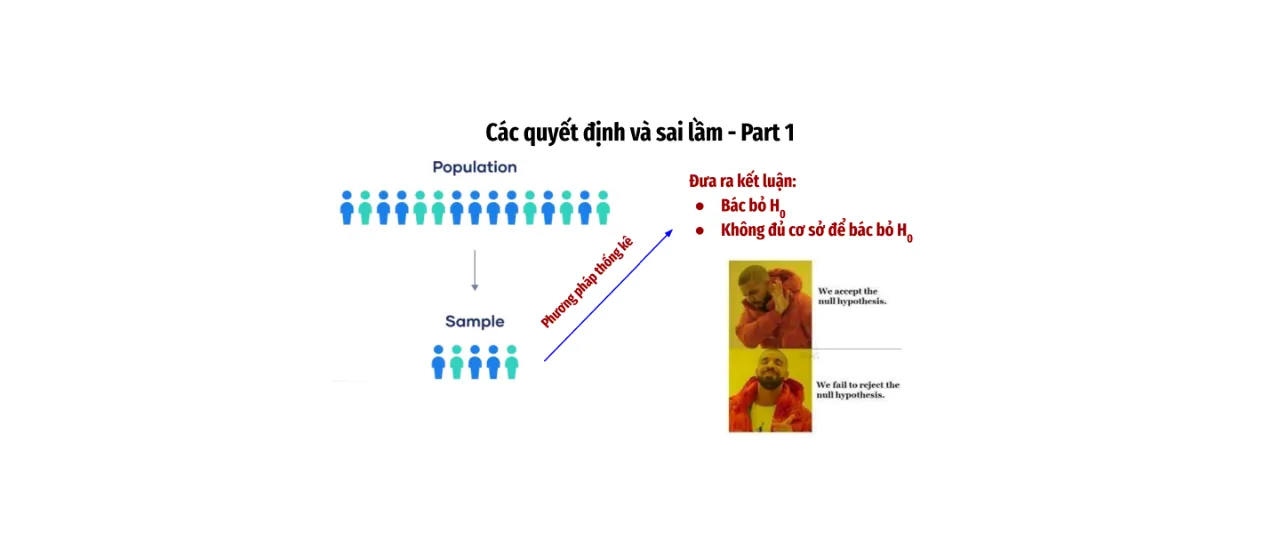 Các quyết định và sai lầm - Part 1
Population
Sample
Phương pháp thống kê
Đưa ra kết luận:
● Bác bỏ H₀
● Không đủ cơ sở để bác bỏ H₀
We accept the
null hypothesis.
We fail to reject the
null hypothesis.